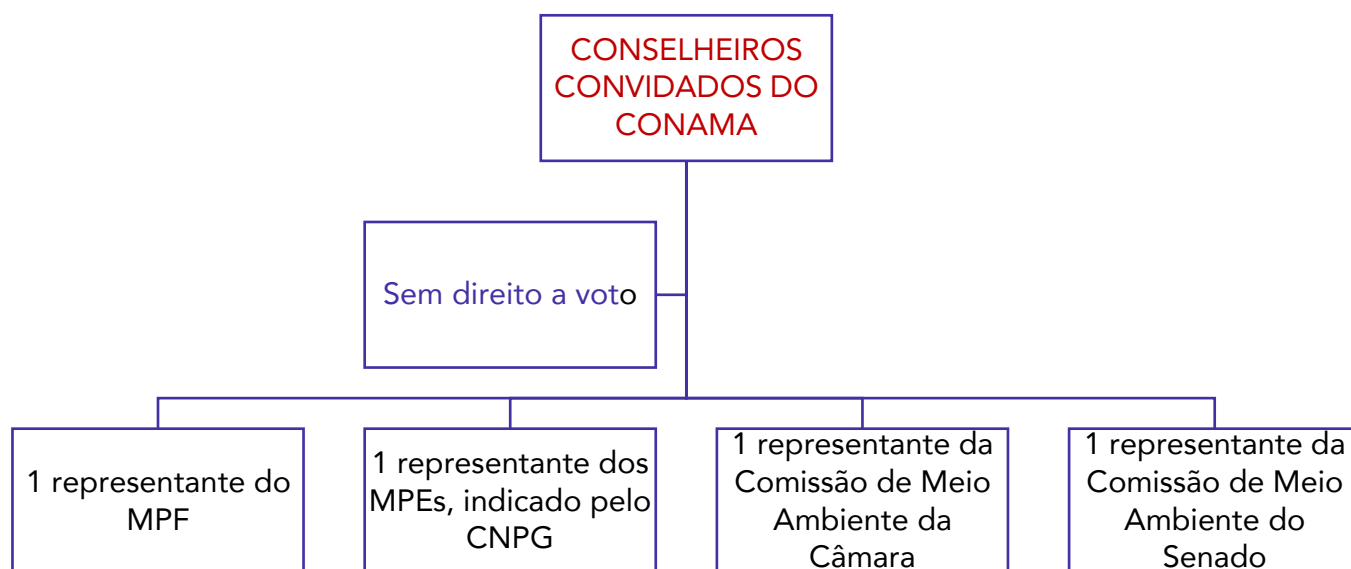 CONSELHEIROS
CONVIDADOS DO
CONAMA
Sem direito a voto
1 representante do
MPF
1 representante dos
MPEs, indicado pelo
CNPG
1 representante da
Comissão de Meio
Ambiente da
Câmara
1 representante da
Comissão de Meio
Ambiente do
Senado